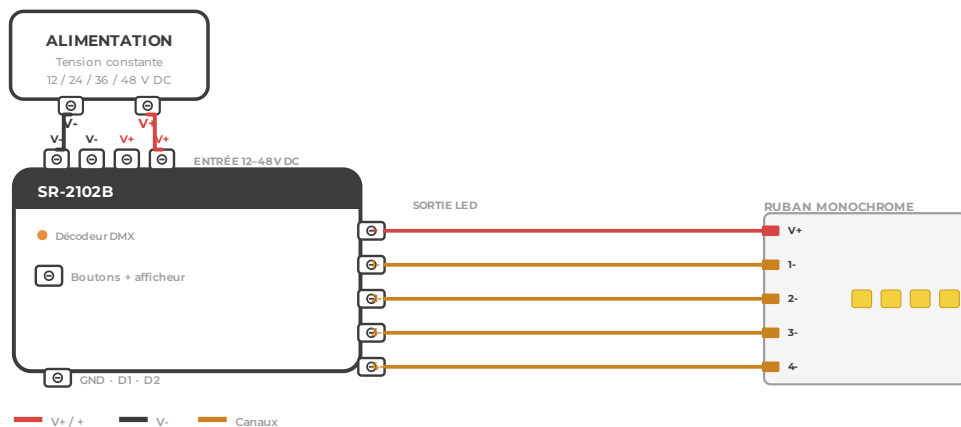 ALIMENTATION
Tension constante
12 / 24 / 36 / 48 V DC
V- V+
V- V- V+ V+
ENTRÉE 12–48V DC
SR-2102B
SORTIE LED
RUBAN MONOCHROME
Décodeur DMX
Boutons + afficheur
V+
1-
2-
3-
4-
GND · D1 · D2
V+ / +
V-
Canaux